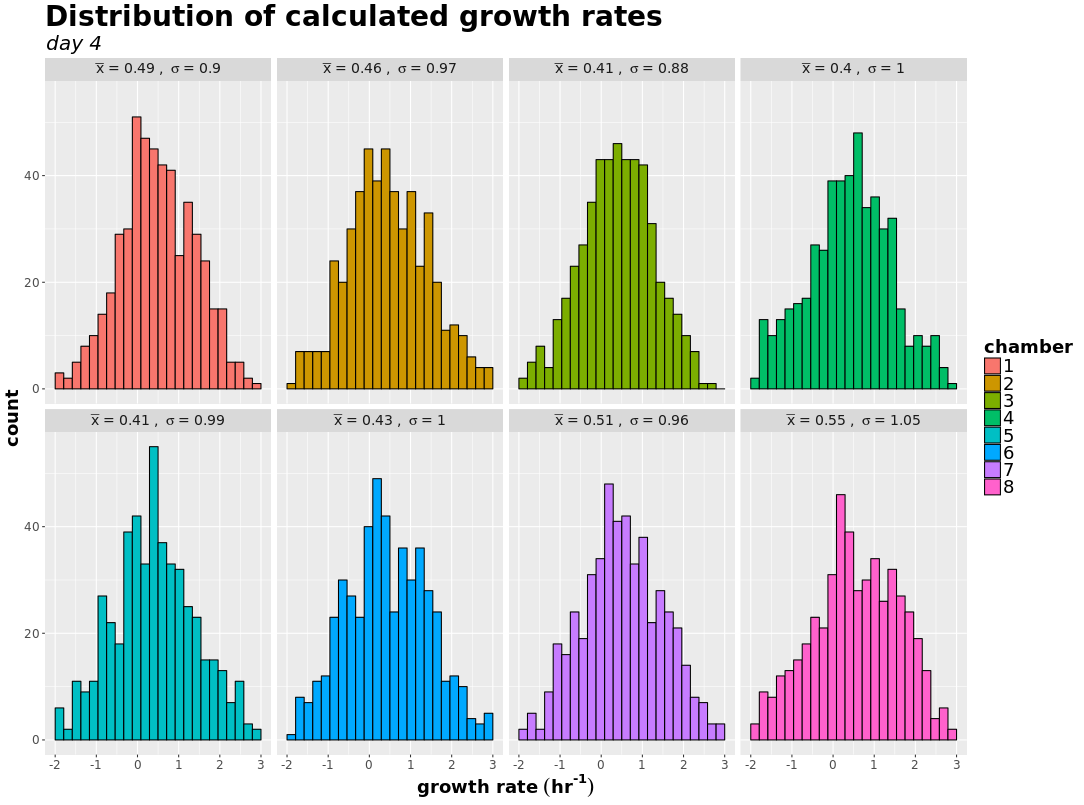 Distribution of calculated growth rates
day 4
x̅ = 0.49 , σ = 0.9
x̅ = 0.46 , σ = 0.97
x̅ = 0.41 , σ = 0.88
x̅ = 0.4 , σ = 1
40
20
0
x̅ = 0.41 , σ = 0.99
x̅ = 0.43 , σ = 1
x̅ = 0.51 , σ = 0.96
x̅ = 0.55 , σ = 1.05
40
20
0
-2 -1 0 1 2 3
-2 -1 0 1 2 3
-2 -1 0 1 2 3
-2 -1 0 1 2 3
count
growth rate (hr⁻¹)
chamber
1
2
3
4
5
6
7
8